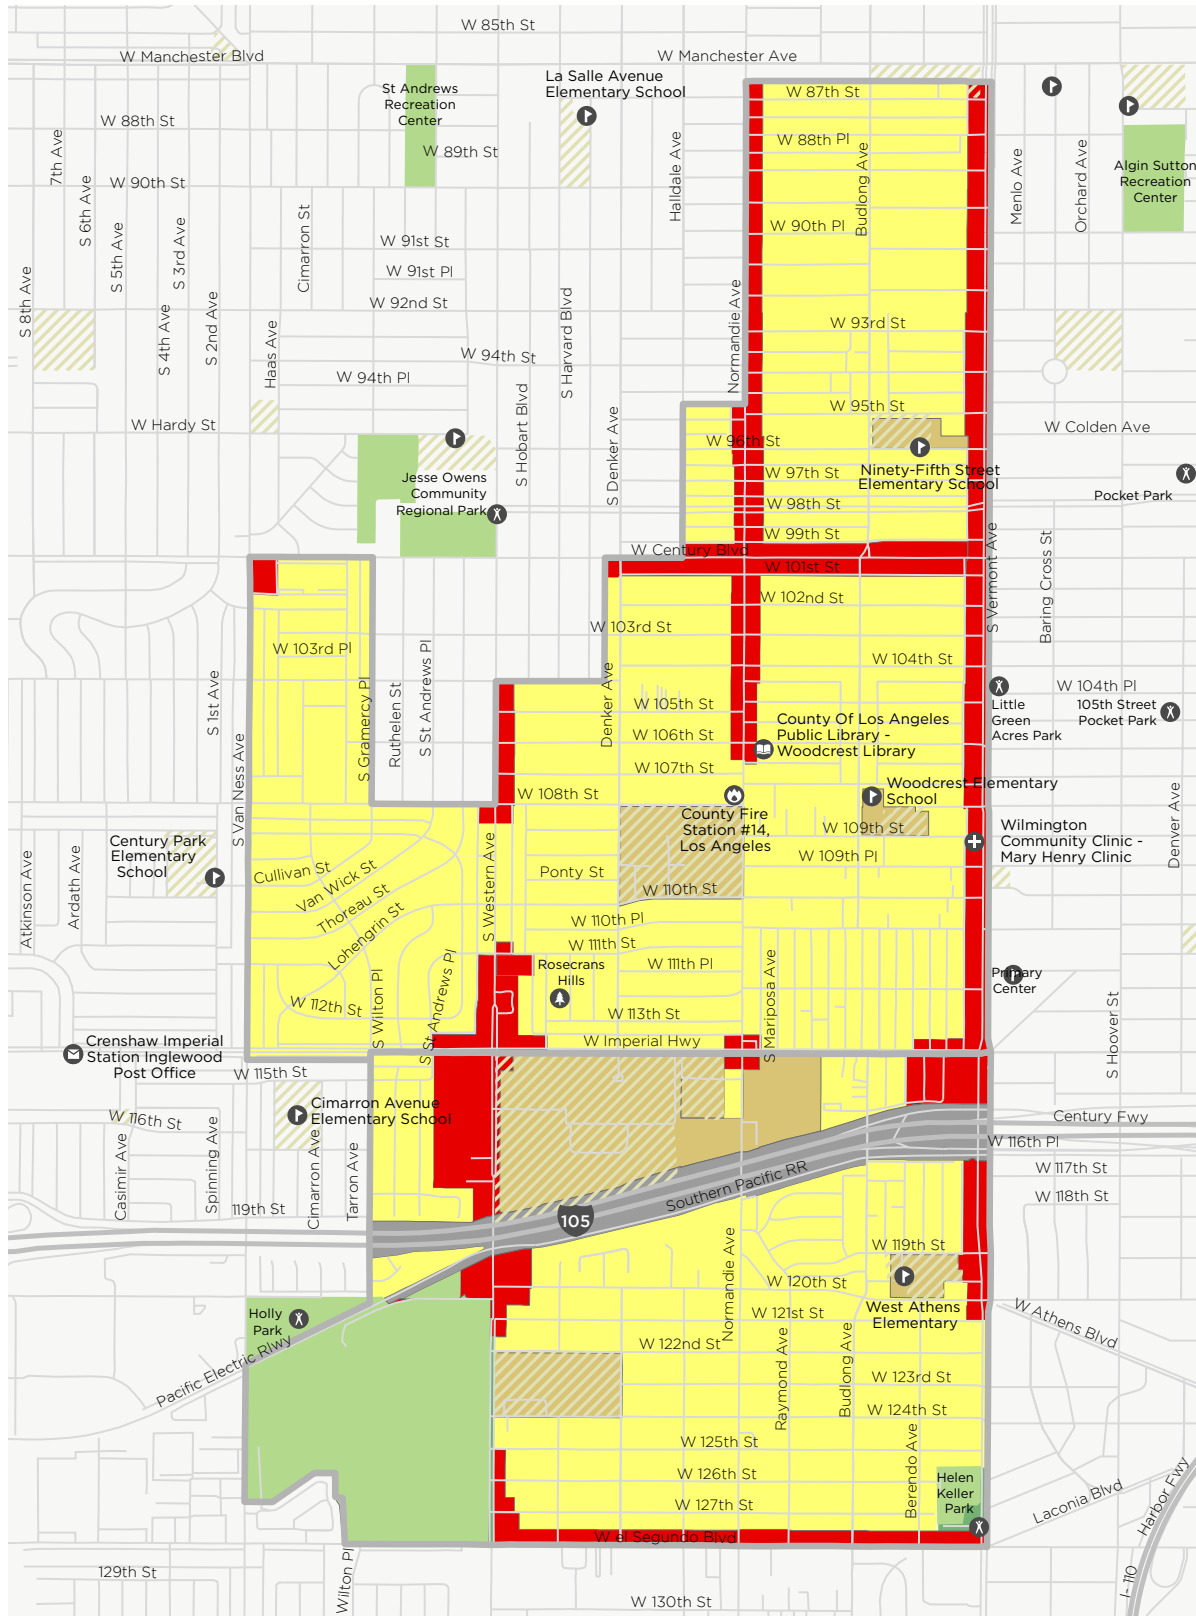 W 85th St
W Manchester Blvd
W Manchester Ave
La Salle Avenue
Elementary School
St Andrews
Recreation
Center
W 87th St
W 88th St
W 88th Pl
W 89th St
W 90th St
7th Ave
S 6th Ave
S 5th Ave
S 3rd Ave
S 8th Ave
S 4th Ave
S 2nd Ave
Cimarron St
Haas Ave
Halldale Ave
Budlong Ave
Menlo Ave
Orchard Ave
Algin Sutton
Recreation
Center
W 90th Pl
W 91st St
W 91st Pl
W 92nd St
W 93rd St
W 94th St
W 94th Pl
S Harvard Blvd
S Hobart Blvd
S Denker Ave
Normandie Ave
W 95th St
W Hardy St
W Colden Ave
W 96th St
W 97th St
W 98th St
W 99th St
Ninety-Fifth Street
Elementary School
Pocket Park
Jesse Owens
Community
Regional Park
W Century Blvd
W 101st St
W 102nd St
W 103rd St
W 103rd Pl
W 104th St
W 104th Pl
S Vermont Ave
Baring Cross St
S 1st Ave
S Van Ness Ave
S Gramercy Pl
Ruthelen St
S St Andrews Pl
Denker Ave
W 105th St
W 106th St
W 107th St
W 108th St
County Of Los Angeles
Public Library -
Woodcrest Library
Little
Green
Acres Park
105th Street
Pocket Park
Woodcrest Elementary
School
County Fire
Station #14,
Los Angeles
W 109th St
W 109th Pl
Wilmington
Community Clinic -
Mary Henry Clinic
Denver Ave
Century Park
Elementary
School
Atkinson Ave
Ardath Ave
Cullivan St
Van Wick St
Thoreau St
Lohengrin St
S Western Ave
Ponty St
W 110th St
W 110th Pl
W 111th St
W 111th Pl
Rosecrans
Hills
W 112th St
S Wilton Pl
S St Andrews Pl
W 113th St
S Mariposa Ave
Primary
Center
S Hoover St
W Imperial Hwy
Crenshaw Imperial
Station Inglewood
Post Office
W 115th St
W 116th St
Cimarron Avenue
Elementary School
Casimir Ave
Spinning Ave
Cimarron Ave
Tarron Ave
119th St
Century Fwy
W 116th Pl
W 117th St
W 118th St
Southern Pacific RR
105
W 119th St
W 120th St
W 121st St
W 122nd St
W 123rd St
W 124th St
West Athens
Elementary
W Athens Blvd
Holly
Park
Pacific Electric Rlwy
Normandie Ave
Raymond Ave
Budlong Ave
Berendo Ave
W 125th St
W 126th St
W 127th St
Helen
Keller
Park
W el Segundo Blvd
Laconia Blvd
Harbor Fwy
I- 110
129th St
Wilton Pl
W 130th St